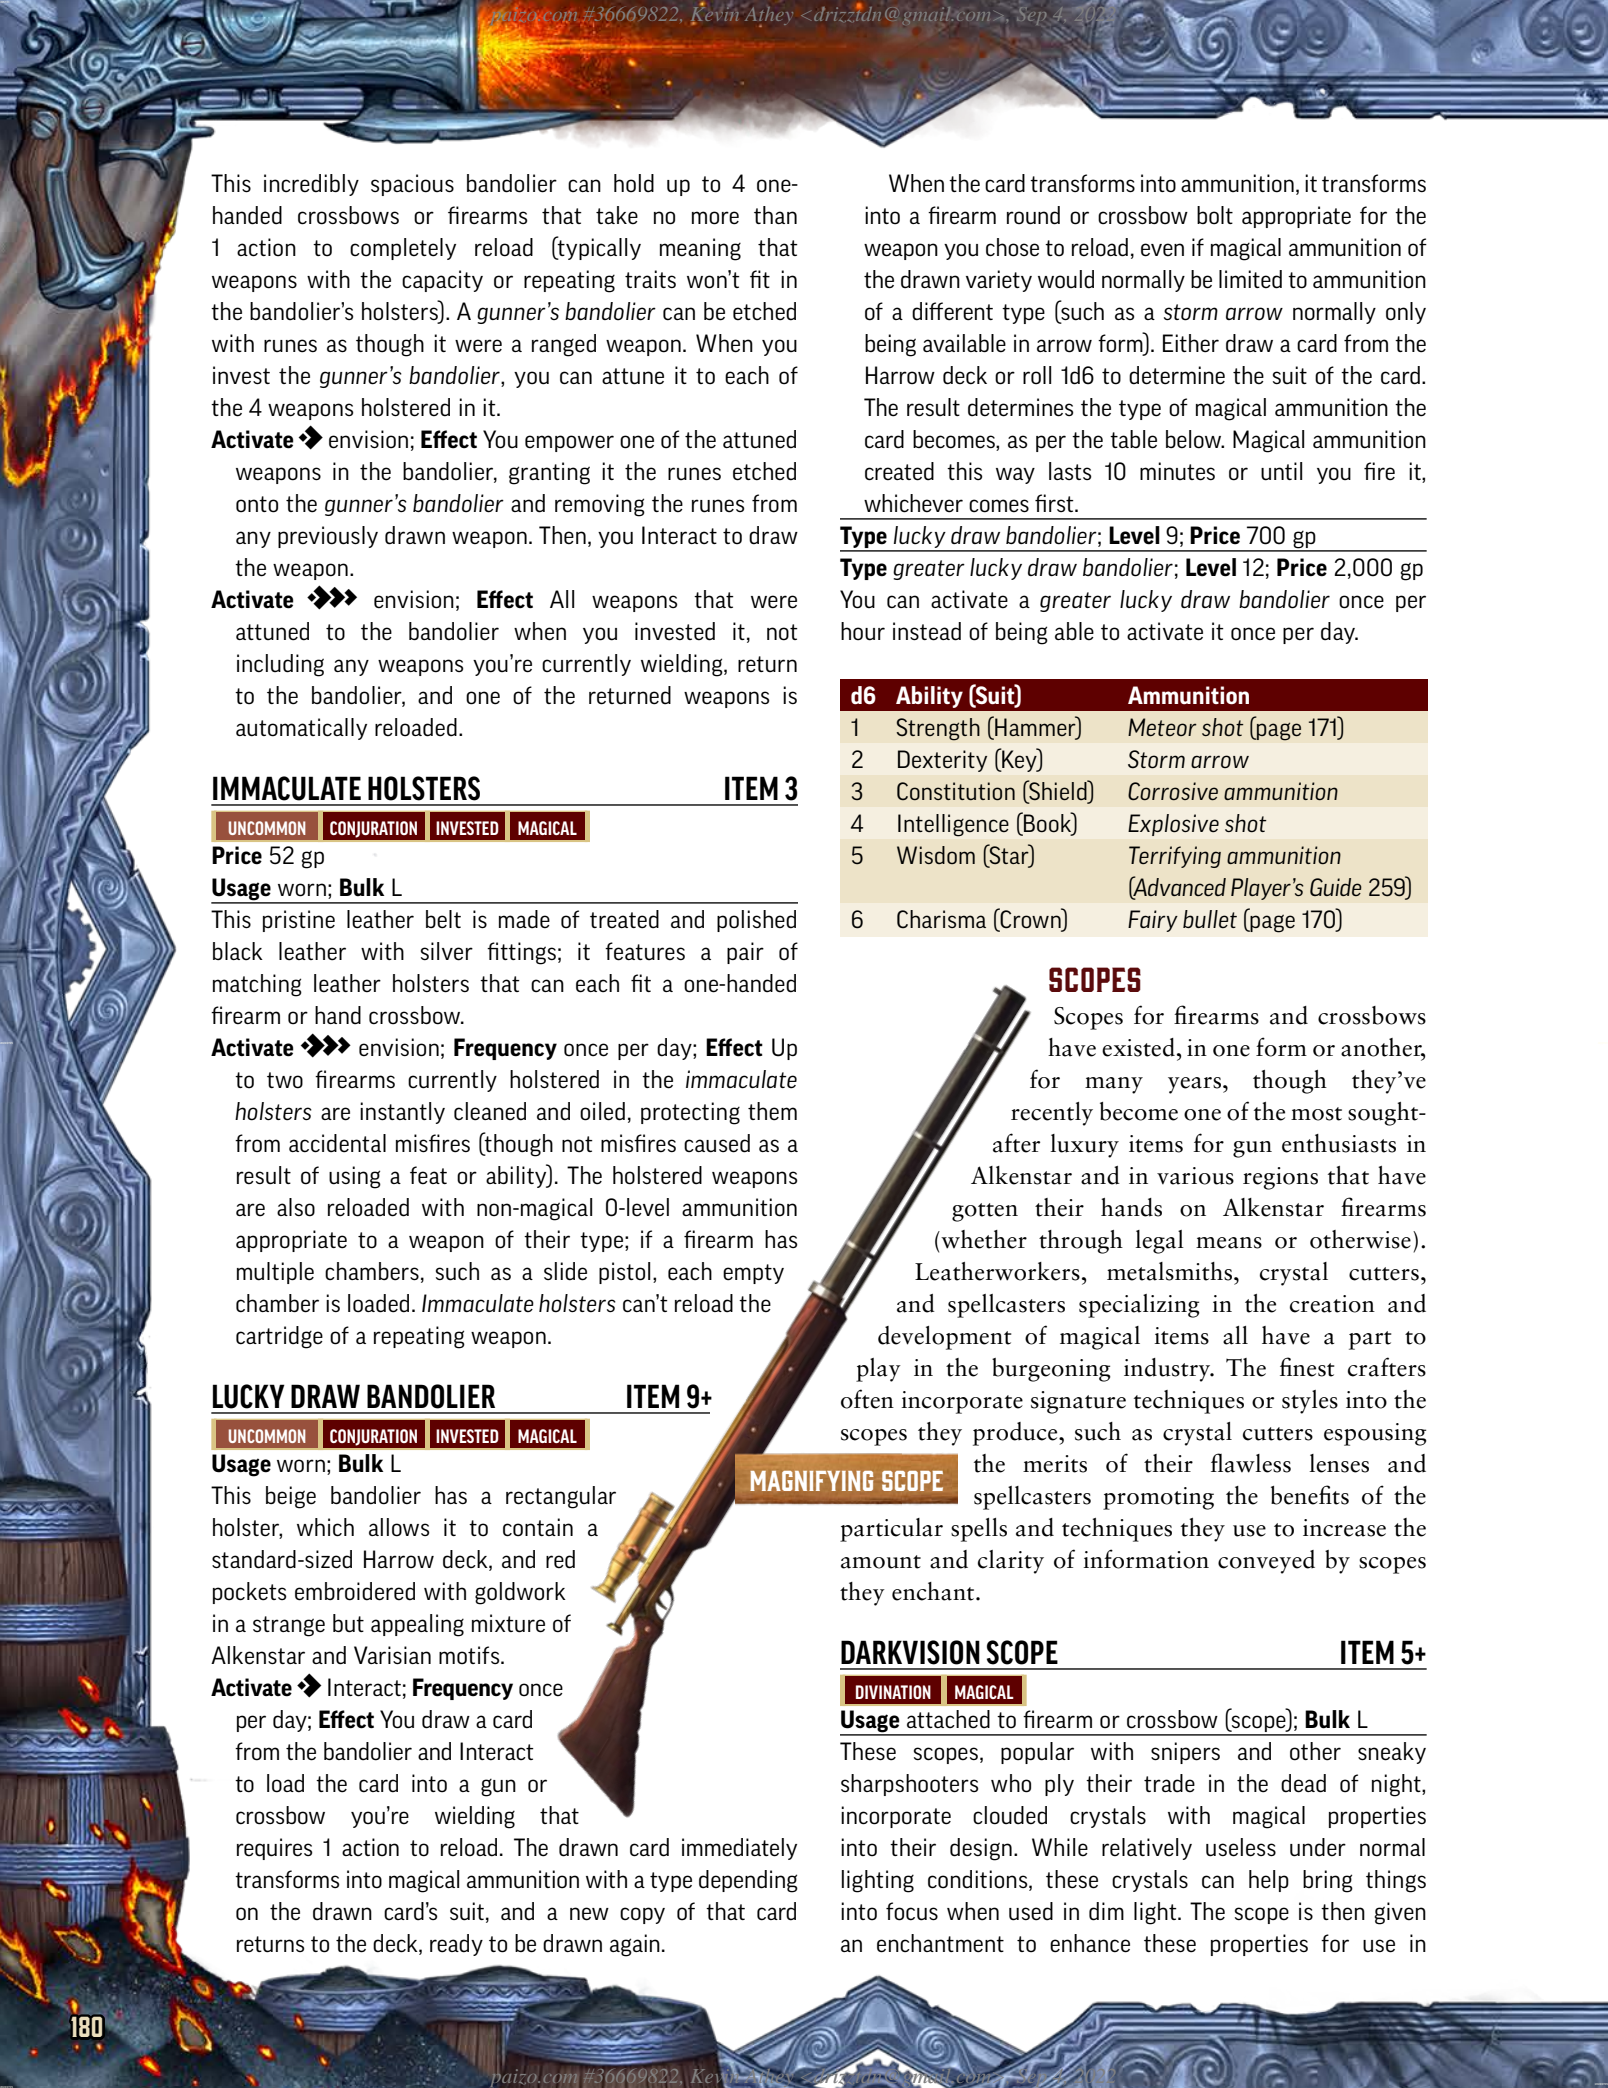 paizo.com #36669822, Kevin Athey <drizztdn@gmail.com>, Sep 4, 202
This incredibly spacious bandolier can hold up to 4 one-
handed crossbows or firearms that take no more than
1 action to completely reload (typically meaning that
weapons with the capacity or repeating traits won't fit in
the bandolier's holsters). A gunner's bandolier can be etched
with runes as though it were a ranged weapon. When you
invest the gunner's bandolier, you can attune it to each of
the 4 weapons holstered in it.
Activate envision; Effect You empower one of the attuned
weapons in the bandolier, granting it the runes etched
onto the gunner's bandolier and removing the runes from
any previously drawn weapon. Then, you Interact to draw
the weapon.
Activate envision; Effect All weapons that were
attuned to the bandolier when you invested it, not
including any weapons you're currently wielding, return
to the bandolier, and one of the returned weapons is
automatically reloaded.
IMMACULATE HOLSTERS ITEM 3
UNCOMMON CONJURATION INVESTED MAGICAL
Price 52 gp
Usage worn; Bulk L
This pristine leather belt is made of treated and polished
black leather with silver fittings; it features a pair of
matching leather holsters that can each fit a one-handed
firearm or hand crossbow.
Activate envision; Frequency once per day; Effect Up
to two firearms currently holstered in the immaculate
holsters are instantly cleaned and oiled, protecting them
from accidental misfires (though not misfires caused as a
result of using a feat or ability). The holstered weapons
are also reloaded with non-magical 0-level ammunition
appropriate to a weapon of their type; if a firearm has
multiple chambers, such as a slide pistol, each empty
chamber is loaded. Immaculate holsters can't reload the
cartridge of a repeating weapon.
LUCKY DRAW BANDOLIER ITEM 9+
UNCOMMON CONJURATION INVESTED MAGICAL
Usage worn; Bulk L
This beige bandolier has a rectangular
holster, which allows it to contain a
standard-sized Harrow deck, and red
pockets embroidered with goldwork
in a strange but appealing mixture of
Alkenstar and Varisian motifs.
Activate Interact; Frequency once
per day; Effect You draw a card
from the bandolier and Interact
to load the card into a gun or
crossbow you're wielding that
requires 1 action to reload. The drawn card immediately
transforms into magical ammunition with a type depending
on the drawn card's suit, and a new copy of that card
returns to the deck, ready to be drawn again.
When the card transforms into ammunition, it transforms
into a firearm round or crossbow bolt appropriate for the
weapon you chose to reload, even if magical ammunition of
the drawn variety would normally be limited to ammunition
of a different type (such as a storm arrow normally only
being available in arrow form). Either draw a card from the
Harrow deck or roll 1d6 to determine the suit of the card.
The result determines the type of magical ammunition the
card becomes, as per the table below. Magical ammunition
created this way lasts 10 minutes or until you fire it,
whichever comes first.
Type lucky draw bandolier; Level 9; Price 700 gp
Type greater lucky draw bandolier; Level 12; Price 2,000 gp
You can activate a greater lucky draw bandolier once per
hour instead of being able to activate it once per day.
d6 Ability (Suit) Ammunition
1 Strength (Hammer) Meteor shot (page 171)
2 Dexterity (Key) Storm arrow
3 Constitution (Shield) Corrosive ammunition
4 Intelligence (Book) Explosive shot
5 Wisdom (Star) Terrifying ammunition
(Advanced Player's Guide 259)
6 Charisma (Crown) Fairy bullet (page 170)
SCOPES
Scopes for firearms and crossbows
have existed, in one form or another,
for many years, though they've
recently become one of the most sought-
after luxury items for gun enthusiasts in
Alkenstar and in various regions that have
gotten their hands on Alkenstar firearms
(whether through legal means or otherwise).
Leatherworkers, metalsmiths, crystal cutters,
and spellcasters specializing in the creation and
development of magical items all have a part to
play in the burgeoning industry. The finest crafters
often incorporate signature techniques or styles into the
scopes they produce, such as crystal cutters espousing
the merits of their flawless lenses and
spellcasters promoting the benefits of the
particular spells and techniques they use to increase the
amount and clarity of information conveyed by scopes
they enchant.
MAGNIFYING SCOPE
DARKVISION SCOPE ITEM 5+
DIVINATION MAGICAL
Usage attached to firearm or crossbow (scope); Bulk L
These scopes, popular with snipers and other sneaky
sharpshooters who ply their trade in the dead of night,
incorporate clouded crystals with magical properties
into their design. While relatively useless under normal
lighting conditions, these crystals can help bring things
into focus when used in dim light. The scope is then given
an enchantment to enhance these properties for use in
180
paizo.com #36669822, Kevin Athey <drizztdn@gmail.com>, Sep 4, 202